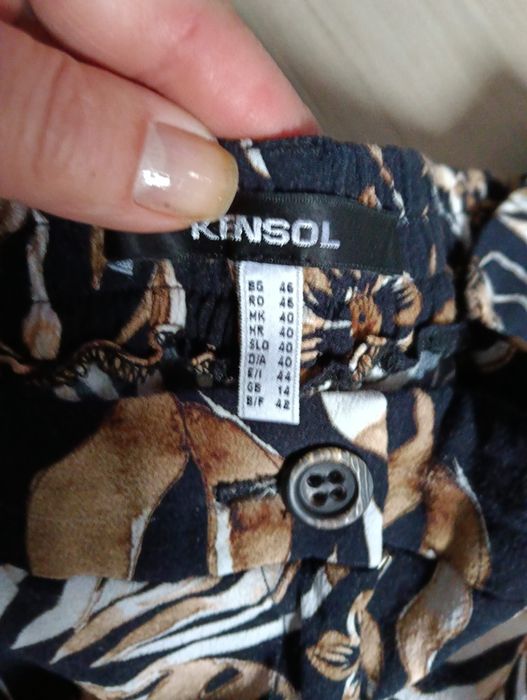 KENSOL
BG 46
RO 46
MK 40
HR 40
SLO 40
D/A 40
E/I 44
GB 14
B/F 42